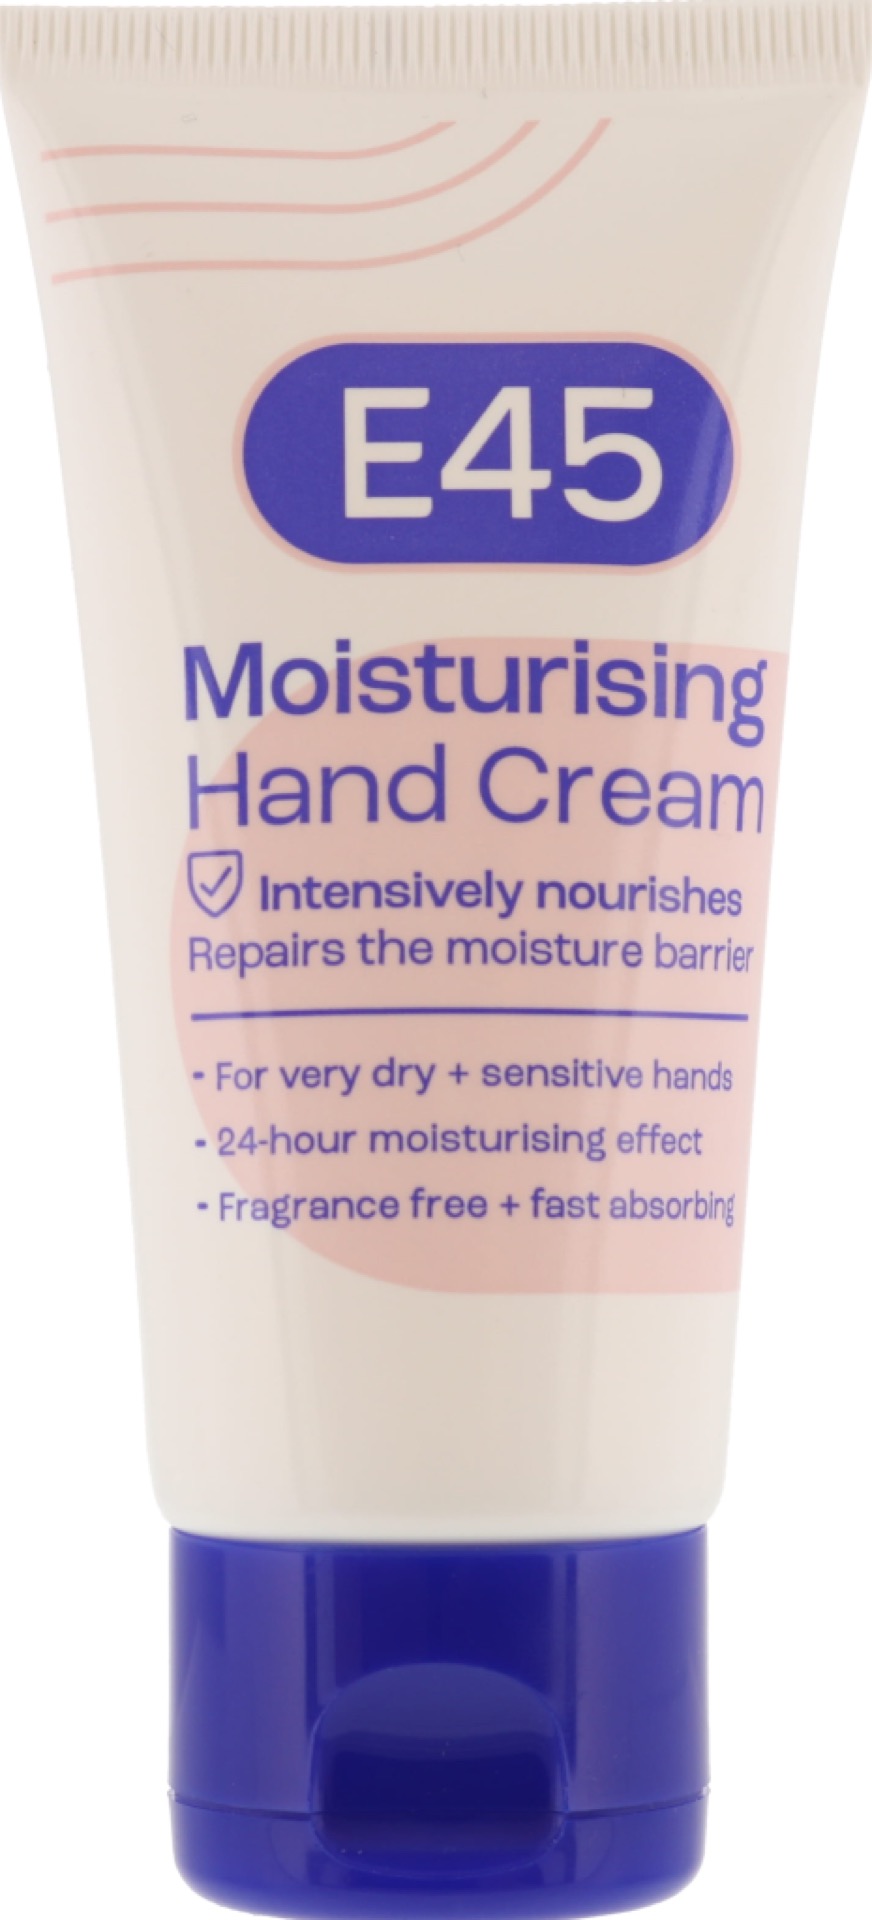 E45
Moisturising
Hand Cream
Intensively nourishes
Repairs the moisture barrier
- For very dry + sensitive hands
- 24-hour moisturising effect
- Fragrance free + fast absorbing